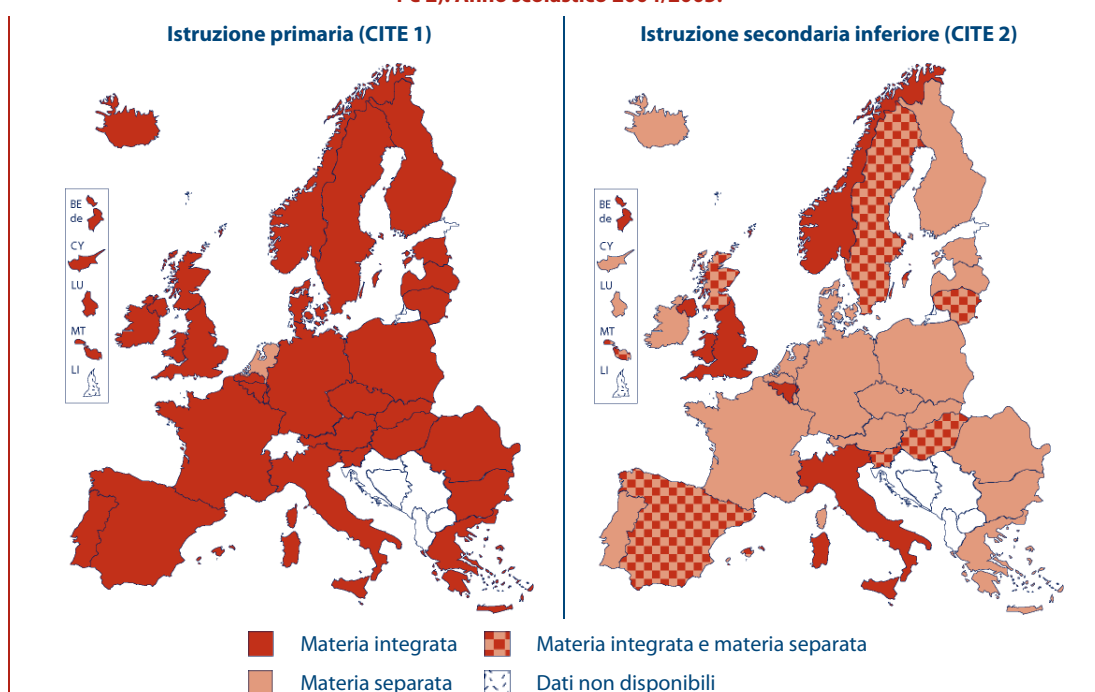 Istruzione primaria (CITE 1)
Istruzione secondaria inferiore (CITE 2)
BE
de
CY
LU
MT
LI
BE
de
CY
LU
MT
LI
Materia integrata
Materia integrata e materia separata
Materia separata
Dati non disponibili